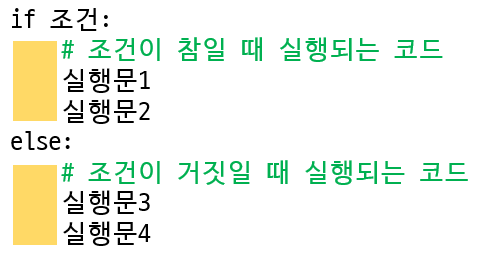 if 조건:
# 조건이 참일 때 실행되는 코드
실행문1
실행문2
else:
# 조건이 거짓일 때 실행되는 코드
실행문3
실행문4